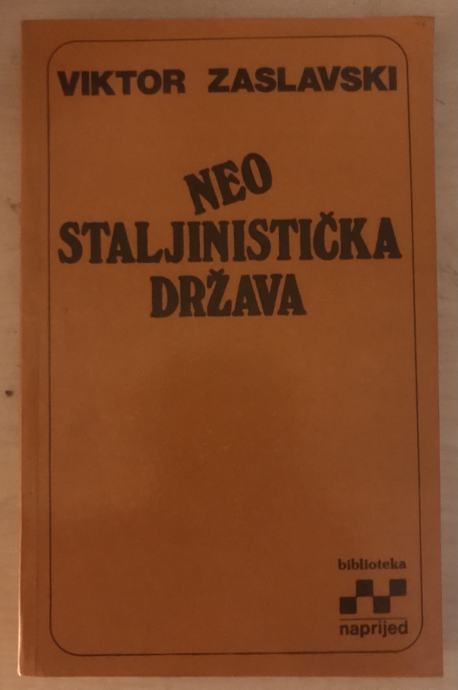 VIKTOR ZASLAVSKI
NEO
STALJINISTIČKA
DRŽAVA
biblioteka
naprijed